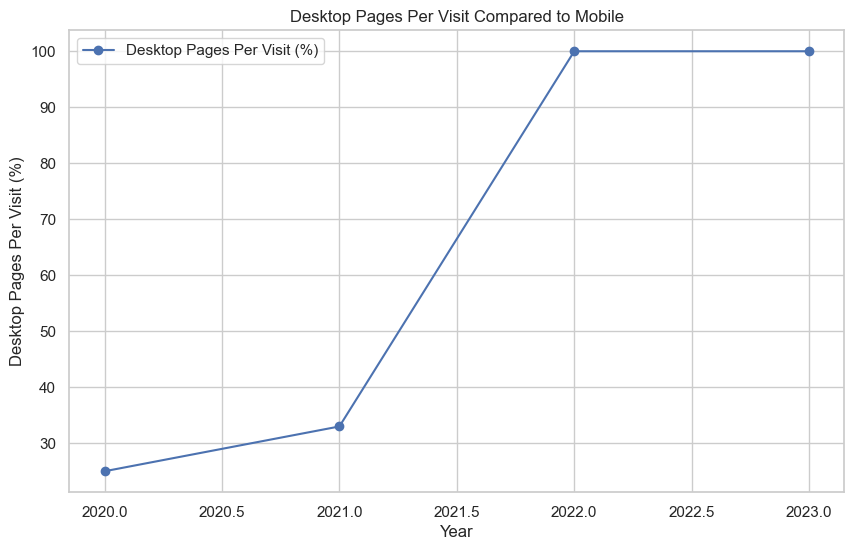 Desktop Pages Per Visit Compared to Mobile
Desktop Pages Per Visit (%)
Desktop Pages Per Visit (%)
100
90
80
70
60
50
40
30
2020.0 2020.5 2021.0 2021.5 2022.0 2022.5 2023.0
Year